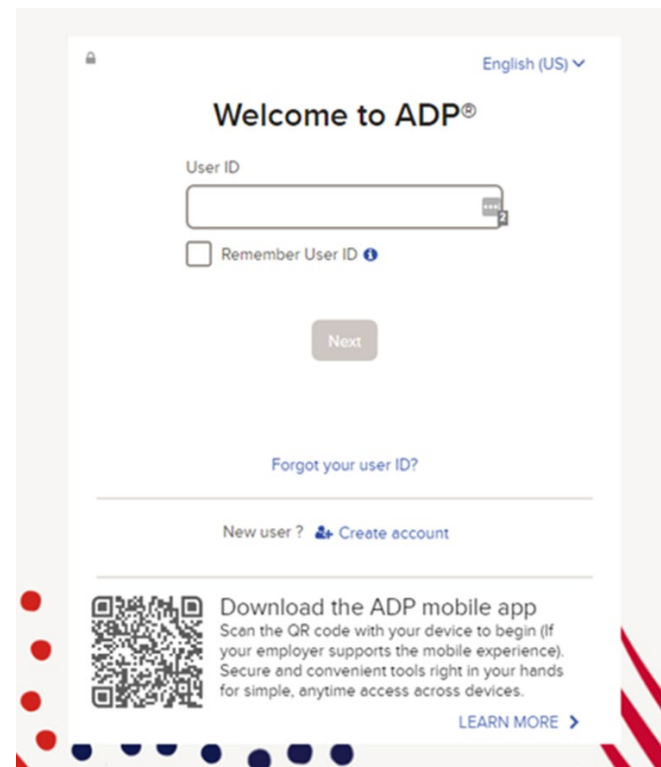 English (US)
Welcome to ADP®
User ID
2
Remember User ID
Next
Forgot your user ID?
New user ? Create account
Download the ADP mobile app
Scan the QR code with your device to begin (If
your employer supports the mobile experience).
Secure and convenient tools right in your hands
for simple, anytime access across devices.
LEARN MORE